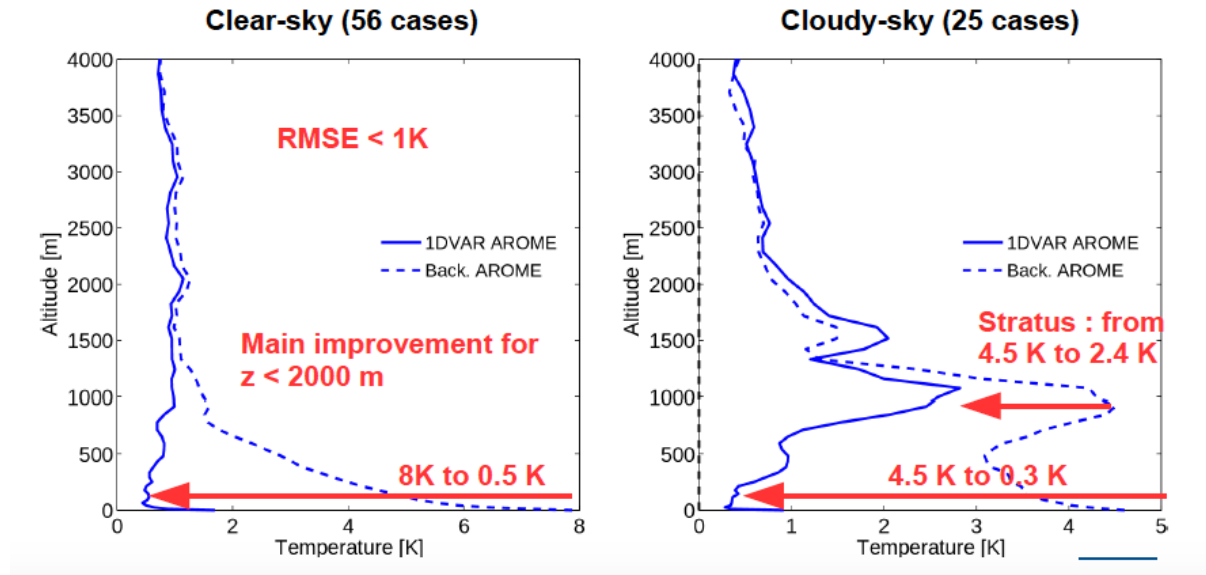 Clear-sky (56 cases)
4000
3500
3000
2500
2000
1500
1000
500
0
Altitude [m]
RMSE < 1K
1DVAR AROME
Back. AROME
Main improvement for
z < 2000 m
8K to 0.5 K
0 2 4 6 8
Temperature [K]
Cloudy-sky (25 cases)
4000
3500
3000
2500
2000
1500
1000
500
0
Altitude [m]
1DVAR AROME
Back. AROME
Stratus : from
4.5 K to 2.4 K
4.5 K to 0.3 K
0 1 2 3 4 5
Temperature [K]